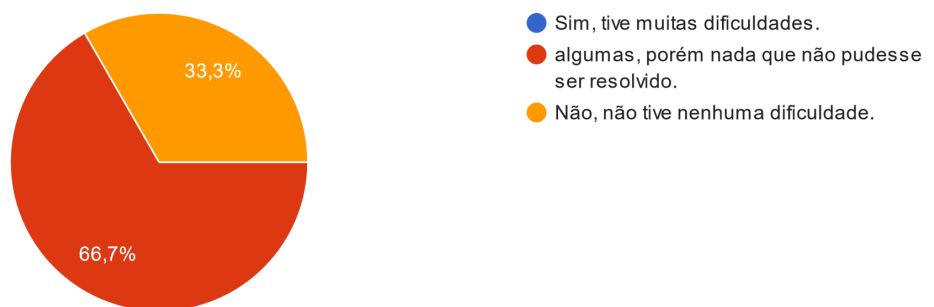 33,3%
66,7%
Sim, tive muitas dificuldades.
algumas, porém nada que não pudesse
ser resolvido.
Não, não tive nenhuma dificuldade.